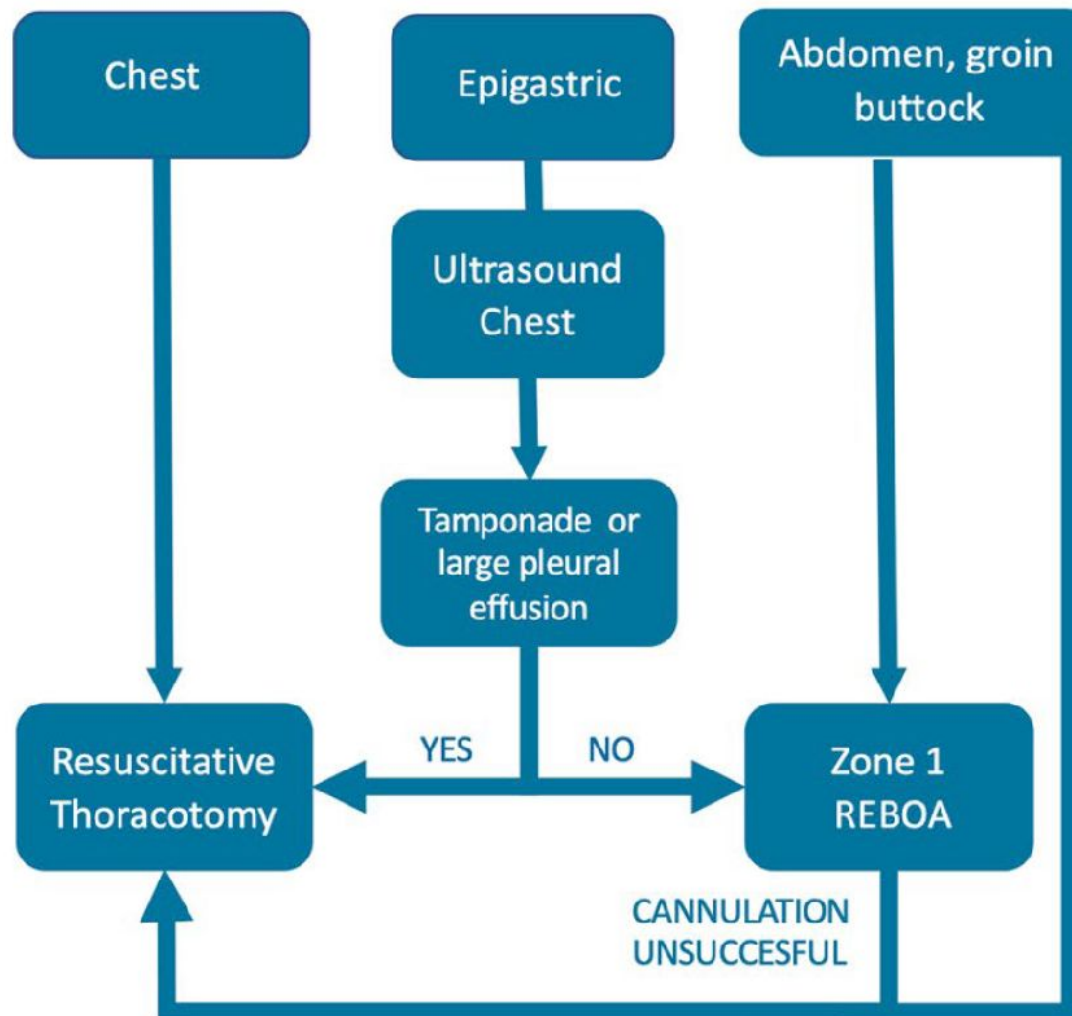 Chest
Epigastric
Abdomen, groin
buttock
Ultrasound
Chest
Tamponade or
large pleural
effusion
Resuscitative
Thoracotomy
YES
NO
Zone 1
REBOA
CANNULATION
UNSUCCESFUL